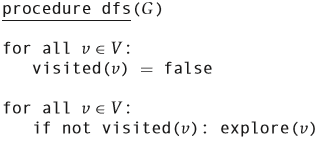 procedure dfs(G)
for all v ∈ V:
visited(v) = false
for all v ∈ V:
if not visited(v): explore(v)